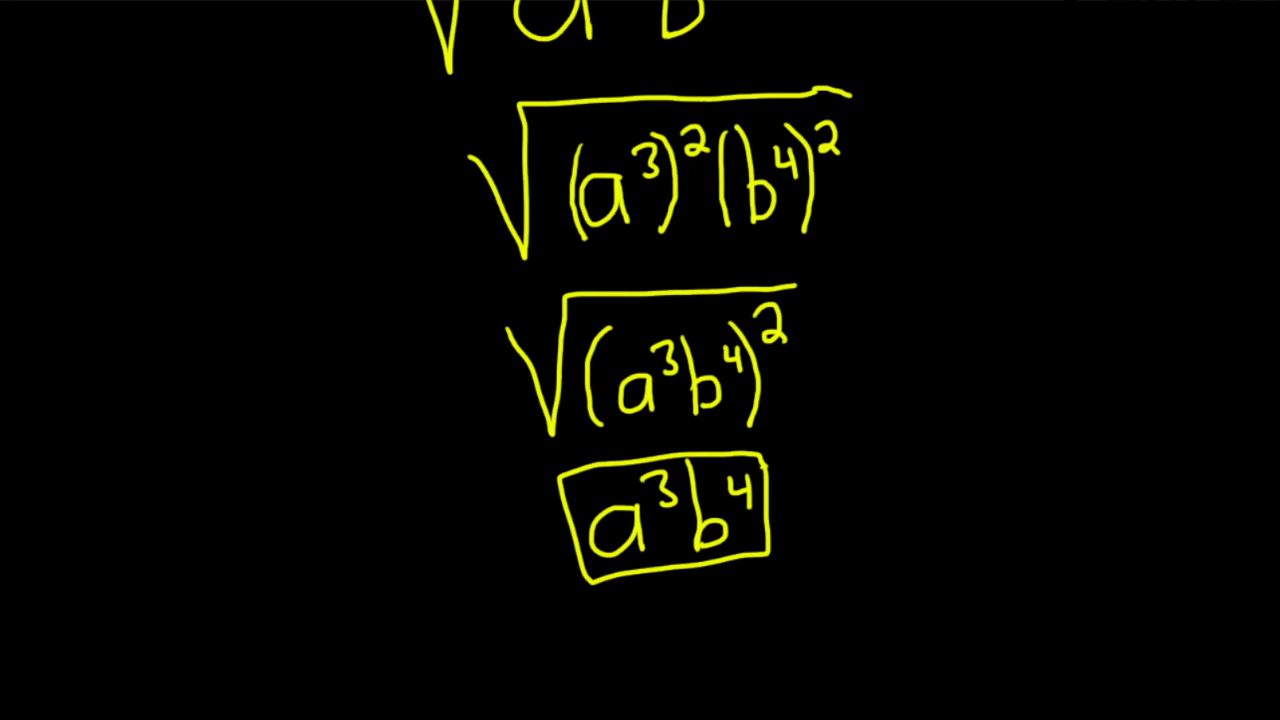 √a b
√(a³)²(b⁴)²
√(a³b⁴)²
a³b⁴